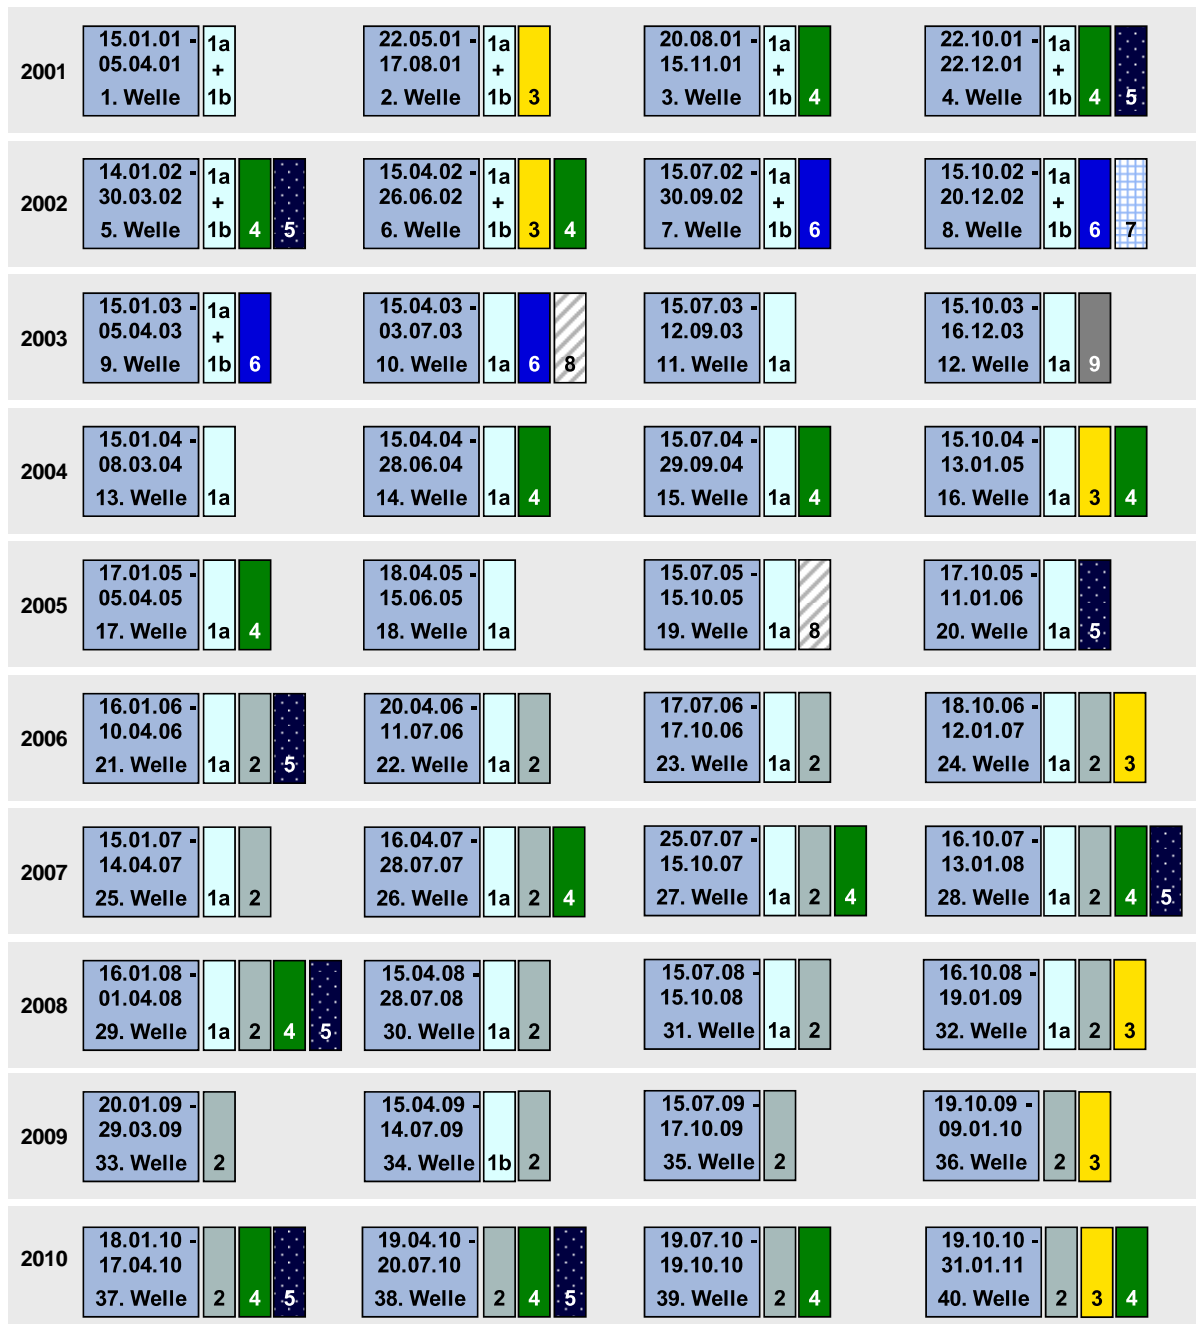 2001
15.01.01 - 1a
05.04.01 +
1. Welle 1b
22.05.01 - 1a
17.08.01 +
2. Welle 1b 3
20.08.01 - 1a
15.11.01 +
3. Welle 1b 4
22.10.01 - 1a
22.12.01 +
4. Welle 1b 4 5
2002
14.01.02 - 1a
30.03.02 +
5. Welle 1b 4 5
15.04.02 - 1a
26.06.02 +
6. Welle 1b 3 4
15.07.02 - 1a
30.09.02 +
7. Welle 1b 6
15.10.02 - 1a
20.12.02 +
8. Welle 1b 6 7
2003
15.01.03 - 1a
05.04.03 +
9. Welle 1b 6
15.04.03 -
03.07.03
10. Welle 1a 6 8
15.07.03 -
12.09.03
11. Welle 1a
15.10.03 -
16.12.03
12. Welle 1a 9
2004
15.01.04 -
08.03.04
13. Welle 1a
15.04.04 -
28.06.04
14. Welle 1a 4
15.07.04 -
29.09.04
15. Welle 1a 4
15.10.04 -
13.01.05
16. Welle 1a 3 4
2005
17.01.05 -
05.04.05
17. Welle 1a 4
18.04.05 -
15.06.05
18. Welle 1a
15.07.05 -
15.10.05
19. Welle 1a 8
17.10.05 -
11.01.06
20. Welle 1a 5
2006
16.01.06 -
10.04.06
21. Welle 1a 2 5
20.04.06 -
11.07.06
22. Welle 1a 2
17.07.06 -
17.10.06
23. Welle 1a 2
18.10.06 -
12.01.07
24. Welle 1a 2 3
2007
15.01.07 -
14.04.07
25. Welle 1a 2
16.04.07 -
28.07.07
26. Welle 1a 2 4
25.07.07 -
15.10.07
27. Welle 1a 2 4
16.10.07 -
13.01.08
28. Welle 1a 2 4 5
2008
16.01.08 -
01.04.08
29. Welle 1a 2 4 5
15.04.08 -
28.07.08
30. Welle 1a 2
15.07.08 -
15.10.08
31. Welle 1a 2
16.10.08 -
19.01.09
32. Welle 1a 2 3
2009
20.01.09 -
29.03.09
33. Welle 2
15.04.09 -
14.07.09
34. Welle 1b 2
15.07.09 -
17.10.09
35. Welle 2
19.10.09 -
09.01.10
36. Welle 2 3
2010
18.01.10 -
17.04.10
37. Welle 2 4 5
19.04.10 -
20.07.10
38. Welle 2 4 5
19.07.10 -
19.10.10
39. Welle 2 4
19.10.10 -
31.01.11
40. Welle 2 3 4